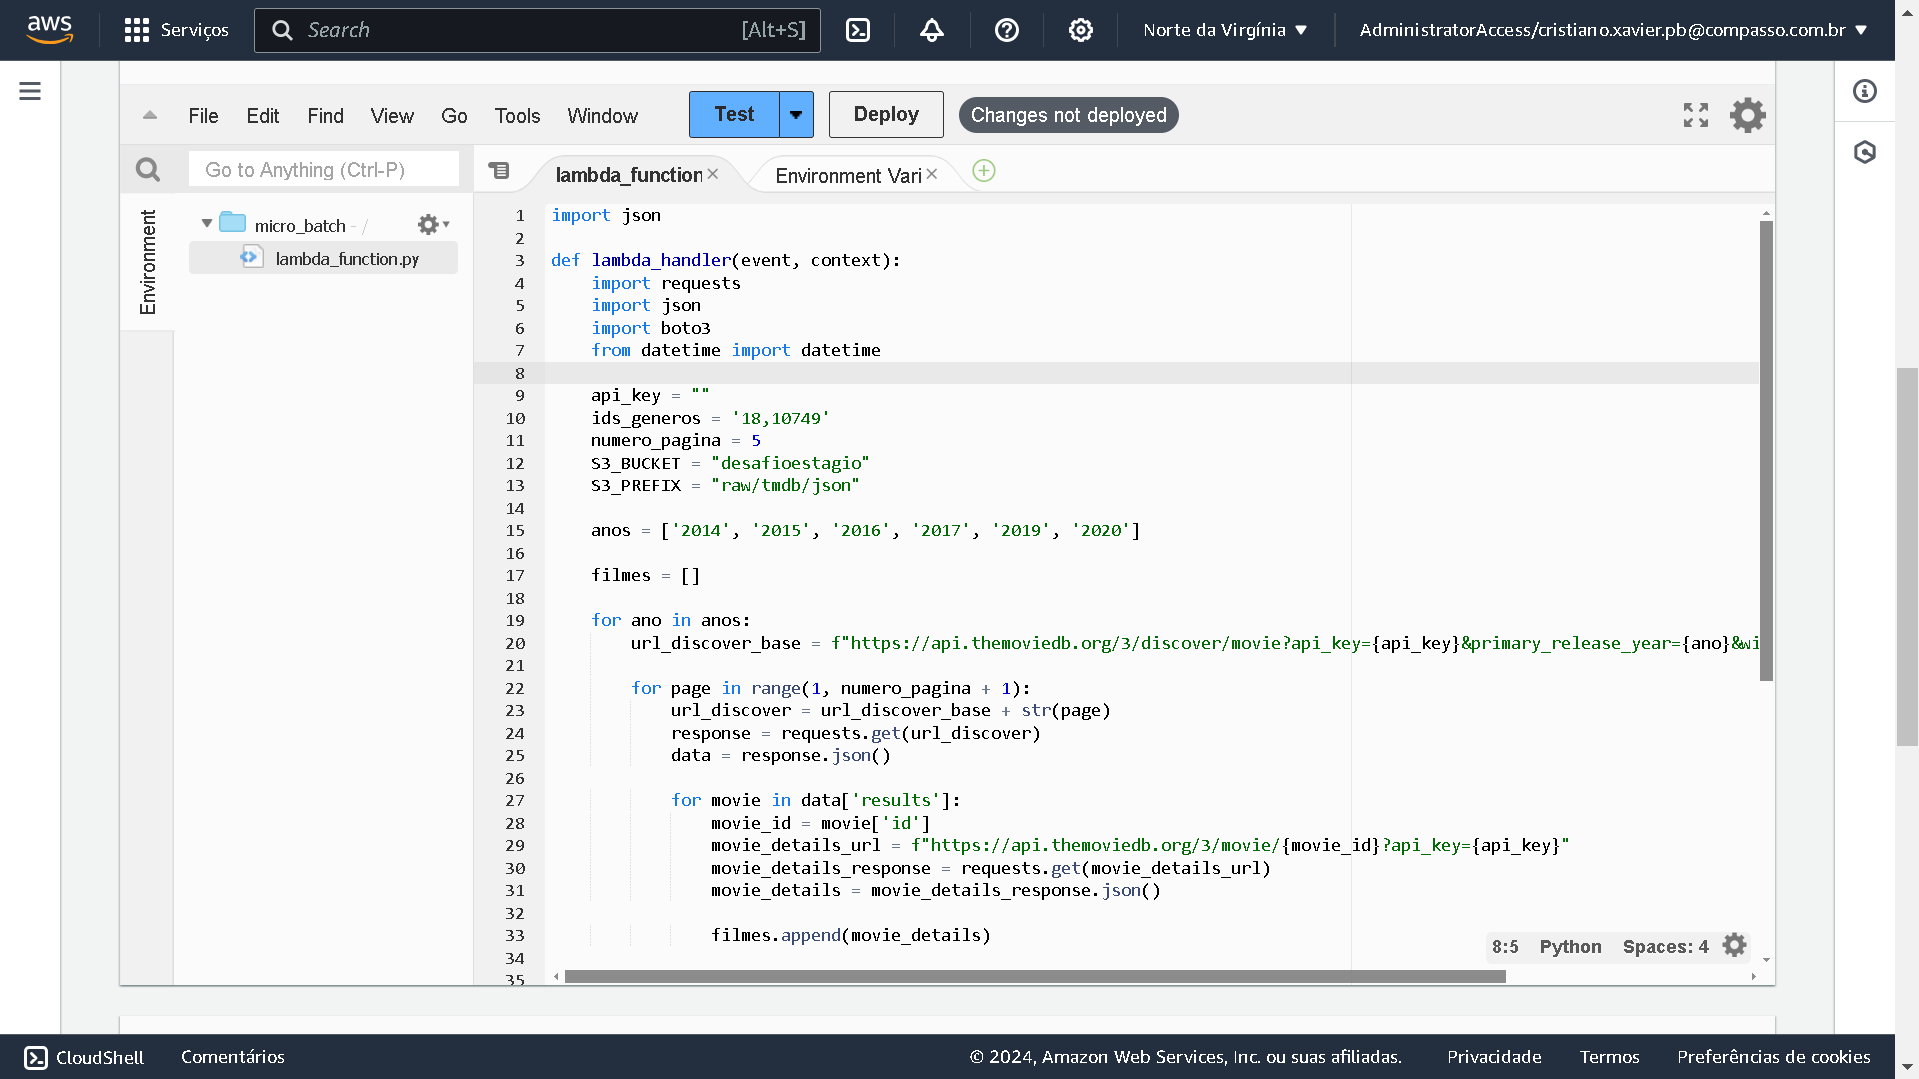 aws Serviços Search [Alt+S] Norte da Virgínia AdministratorAccess/cristiano.xavier.pb@compasso.com.br
File Edit Find View Go Tools Window Test Deploy Changes not deployed
Go to Anything (Ctrl-P) lambda_function Environment Vari
Environment
micro_batch - /
lambda_function.py
1 import json
2
3 def lambda_handler(event, context):
4 import requests
5 import json
6 import boto3
7 from datetime import datetime
8
9 api_key = ""
10 ids_generos = '18,10749'
11 numero_pagina = 5
12 S3_BUCKET = "desafioestagio"
13 S3_PREFIX = "raw/tmdb/json"
14
15 anos = ['2014', '2015', '2016', '2017', '2019', '2020']
16
17 filmes = []
18
19 for ano in anos:
20 url_discover_base = f"https://api.themoviedb.org/3/discover/movie?api_key={api_key}&primary_release_year={ano}&wi
21
22 for page in range(1, numero_pagina + 1):
23 url_discover = url_discover_base + str(page)
24 response = requests.get(url_discover)
25 data = response.json()
26
27 for movie in data['results']:
28 movie_id = movie['id']
29 movie_details_url = f"https://api.themoviedb.org/3/movie/{movie_id}?api_key={api_key}"
30 movie_details_response = requests.get(movie_details_url)
31 movie_details = movie_details_response.json()
32
33 filmes.append(movie_details)
34
35
8:5 Python Spaces: 4
CloudShell Comentários © 2024, Amazon Web Services, Inc. ou suas afiliadas. Privacidade Termos Preferências de cookies